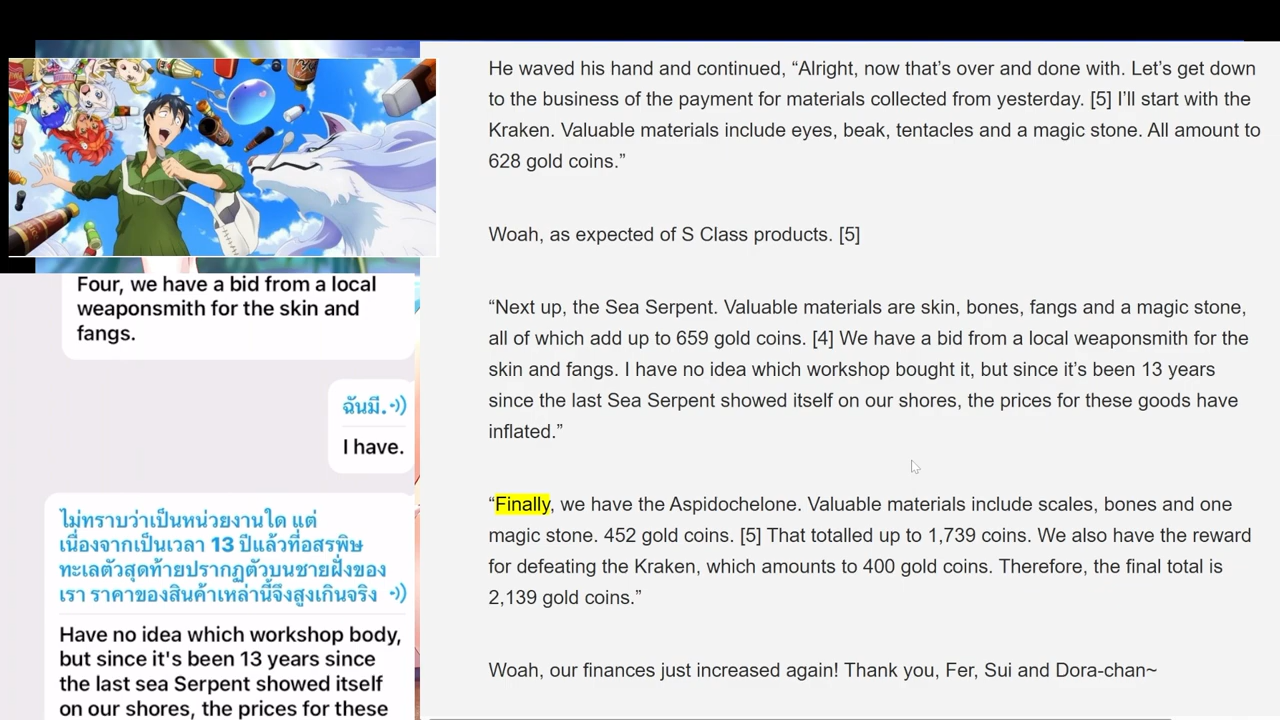 Four, we have a bid from a local
weaponsmith for the skin and
fangs.
ฉันมี.
I have.
ไม่ทราบว่าเป็นหน่วยงานใด แต่
เนื่องจากเป็นเวลา 13 ปีแล้วที่อสรพิษ
ทะเลตัวสุดท้ายปรากฏตัวบนชายฝั่งของ
เรา ราคาของสินค้าเหล่านี้จึงสูงเกินจริง
Have no idea which workshop body,
but since it's been 13 years since
the last sea Serpent showed itself
on our shores, the prices for these
He waved his hand and continued, “Alright, now that’s over and done with. Let’s get down
to the business of the payment for materials collected from yesterday. [5] I’ll start with the
Kraken. Valuable materials include eyes, beak, tentacles and a magic stone. All amount to
628 gold coins.”
Woah, as expected of S Class products. [5]
“Next up, the Sea Serpent. Valuable materials are skin, bones, fangs and a magic stone,
all of which add up to 659 gold coins. [4] We have a bid from a local weaponsmith for the
skin and fangs. I have no idea which workshop bought it, but since it’s been 13 years
since the last Sea Serpent showed itself on our shores, the prices for these goods have
inflated.”
“Finally, we have the Aspidochelone. Valuable materials include scales, bones and one
magic stone. 452 gold coins. [5] That totalled up to 1,739 coins. We also have the reward
for defeating the Kraken, which amounts to 400 gold coins. Therefore, the final total is
2,139 gold coins.”
Woah, our finances just increased again! Thank you, Fer, Sui and Dora-chan~